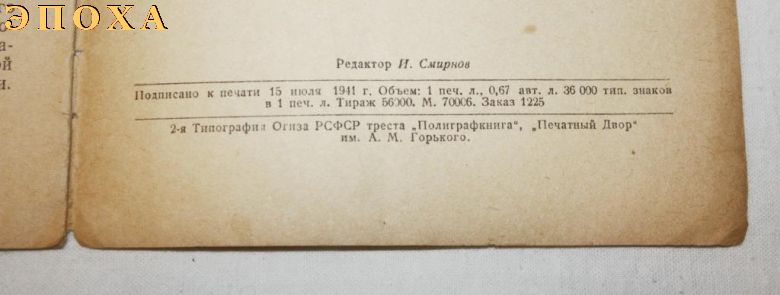 ЭПОХА
а-
ой
и.
Редактор И. Смирнов
Подписано к печати 15 июля 1941 г. Объем: 1 печ. л., 0,67 авт. л. 36 000 тип. знаков
в 1 печ. л. Тираж 56000. М. 70006. Заказ 1225
2-я Типография Огиза РСФСР треста „Полиграфкнига“, „Печатный Двор“
им. А. М. Горького.